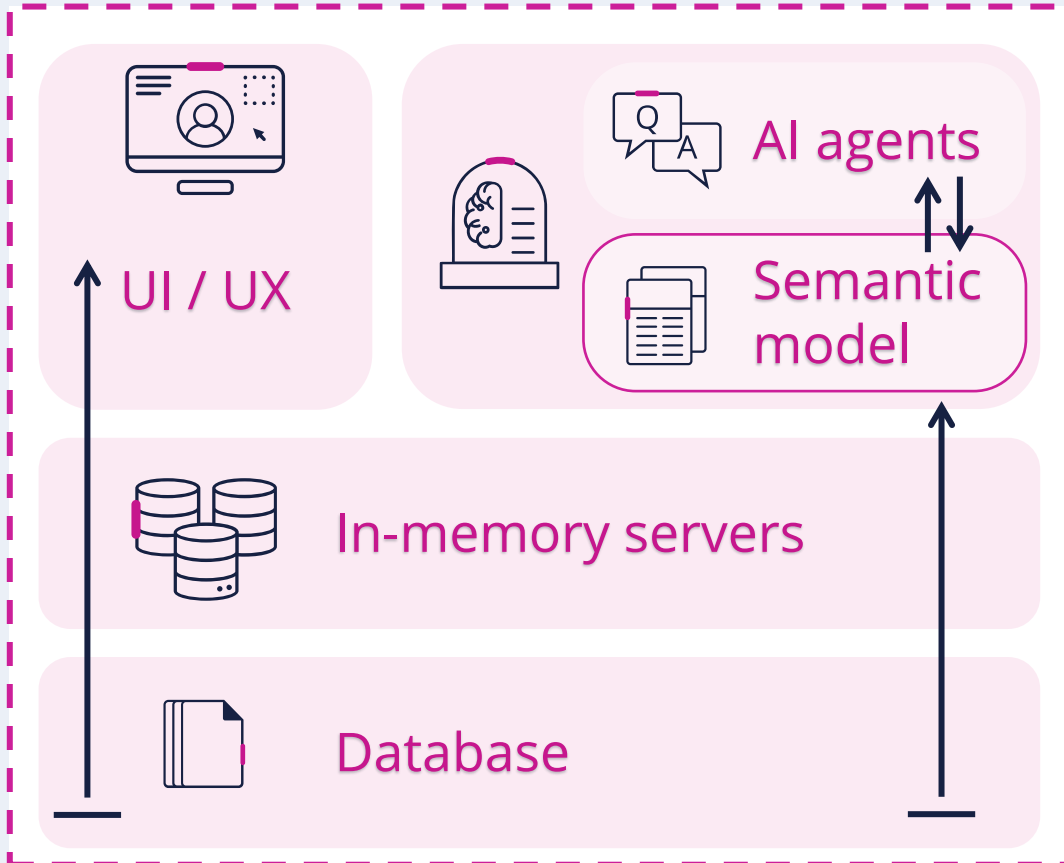 Q
A
AI agents
UI / UX
Semantic
model
In-memory servers
Database